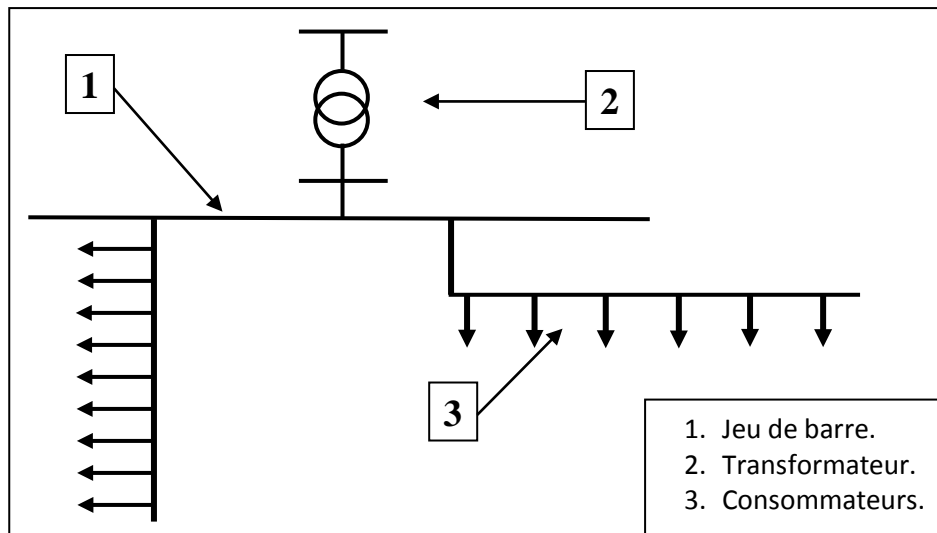 1
2
3
1. Jeu de barre.
2. Transformateur.
3. Consommateurs.